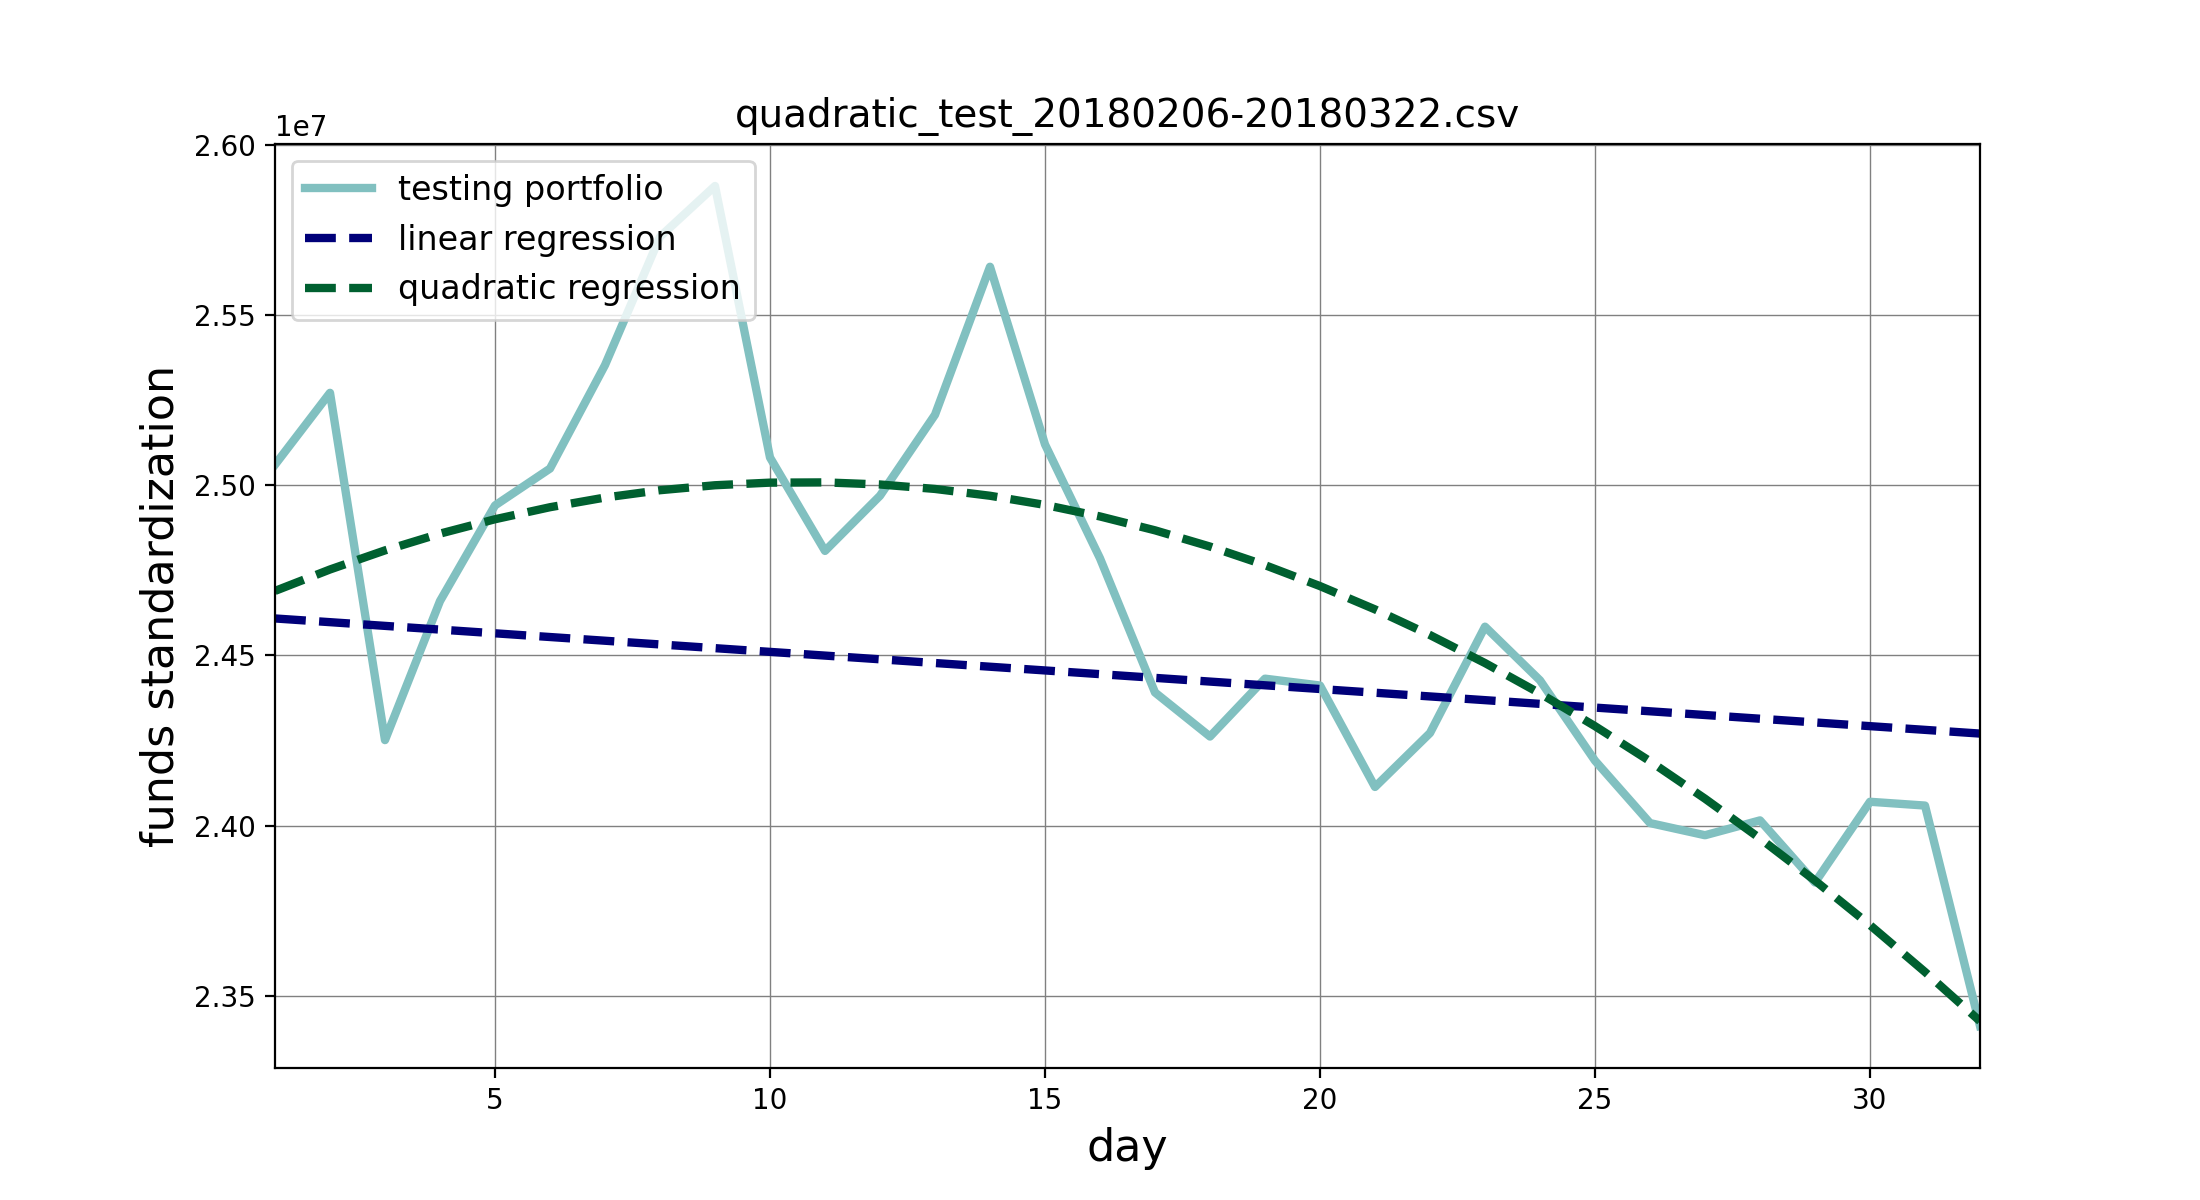 quadratic_test_20180206-20180322.csv
1e7
2.60
2.55
2.50
2.45
2.40
2.35
funds standardization
testing portfolio
linear regression
quadratic regression
5 10 15 20 25 30
day